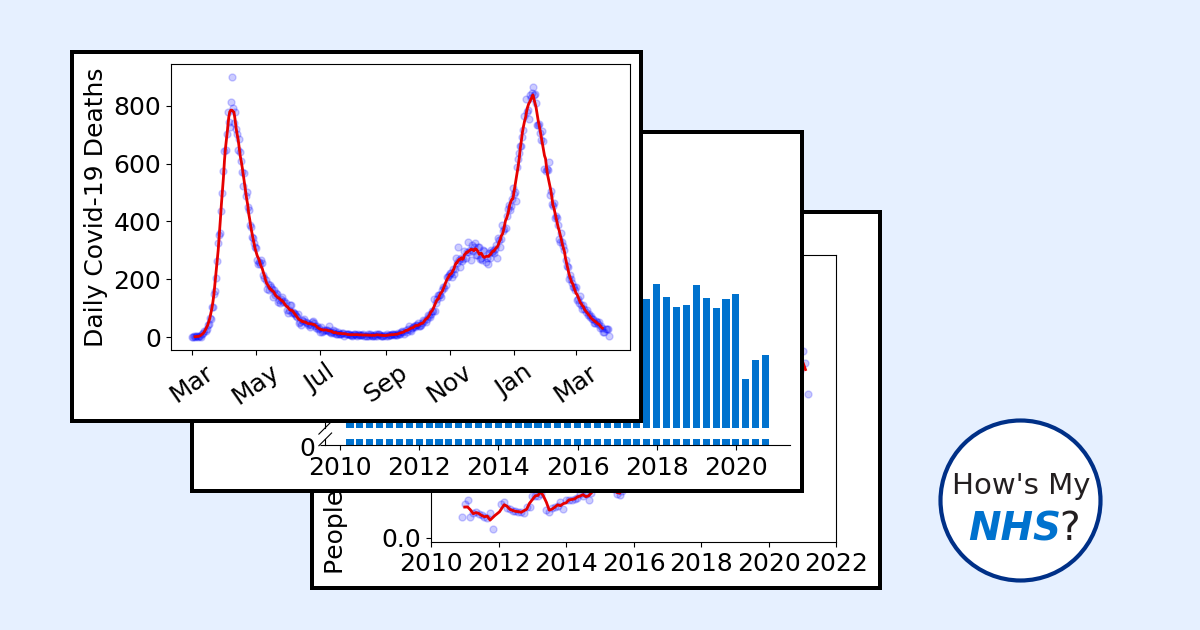 Daily Covid-19 Deaths
800
600
400
200
0
Mar May Jul Sep Nov Jan Mar
0
2010 2012 2014 2016 2018 2020
People
0.0
2010 2012 2014 2016 2018 2020 2022
How's My
NHS?